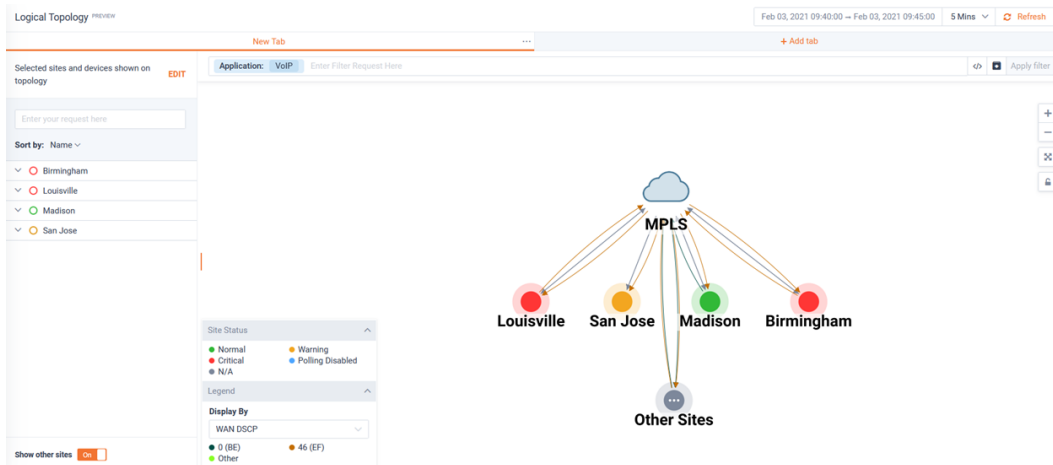 Logical Topology PREVIEW
Feb 03, 2021 09:40:00 – Feb 03, 2021 09:45:00
5 Mins
Refresh
New Tab
...
+ Add tab
Selected sites and devices shown on
topology
EDIT
Application: VoIP
Enter Filter Request Here
</>
Apply filter
Enter your request here
Sort by: Name
Birmingham
Louisville
Madison
San Jose
MPLS
Louisville
San Jose
Madison
Birmingham
Other Sites
Site Status
Normal
Warning
Critical
Polling Disabled
N/A
Legend
Display By
WAN DSCP
0 (BE)
46 (EF)
Other
Show other sites
On